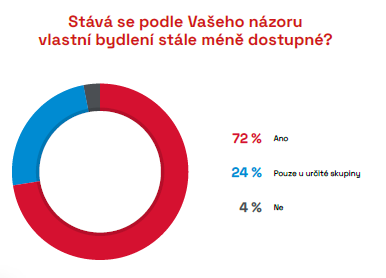 Stává se podle Vašeho názoru
vlastní bydlení stále méně dostupné?
72 % Ano
24 % Pouze u určité skupiny
4 % Ne